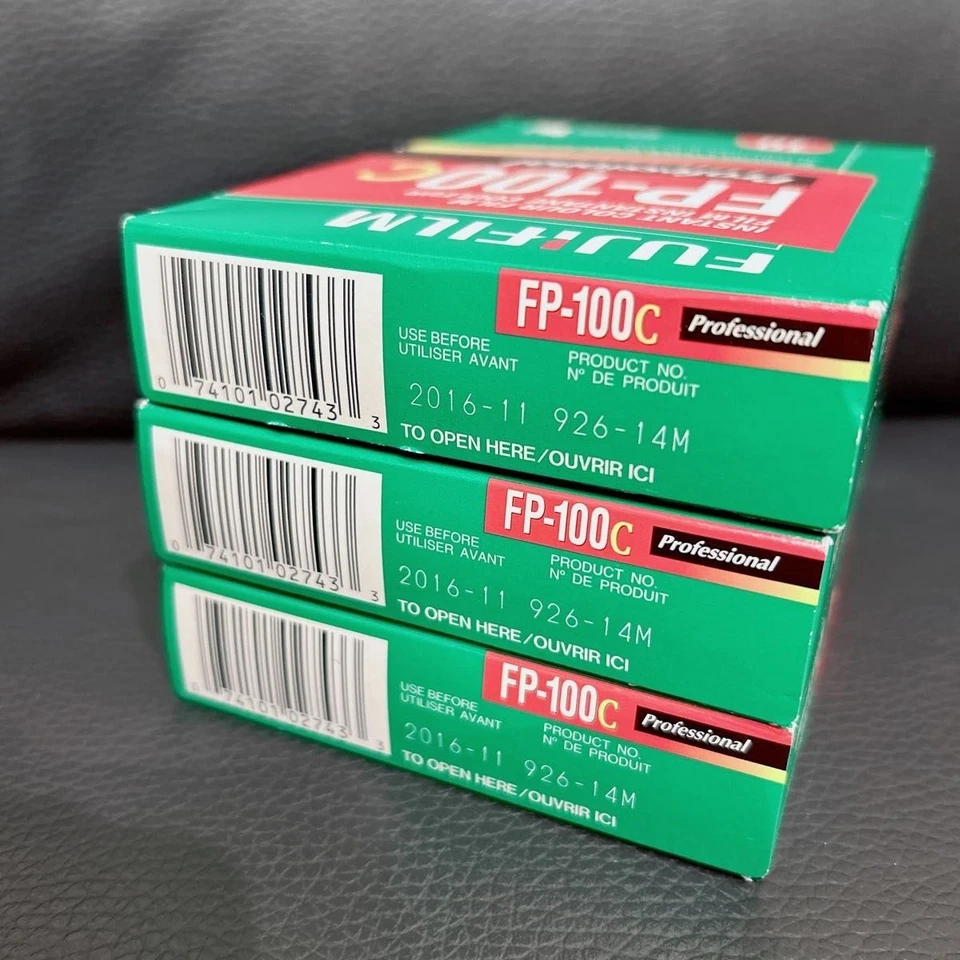 FUJIFILM
FP-100C
INSTANT COLOUR FILM
FILM INSTANTANÉ COULEUR
FP-100C Professional
USE BEFORE
UTILISER AVANT
PRODUCT NO.
Nº DE PRODUIT
2016-11 926-14M
TO OPEN HERE/OUVRIR ICI
0 74101 02743 3
FP-100C Professional
USE BEFORE
UTILISER AVANT
PRODUCT NO.
Nº DE PRODUIT
2016-11 926-14M
TO OPEN HERE/OUVRIR ICI
0 74101 02743 3
FP-100C Professional
USE BEFORE
UTILISER AVANT
PRODUCT NO.
Nº DE PRODUIT
2016-11 926-14M
TO OPEN HERE/OUVRIR ICI
0 74101 02743 3